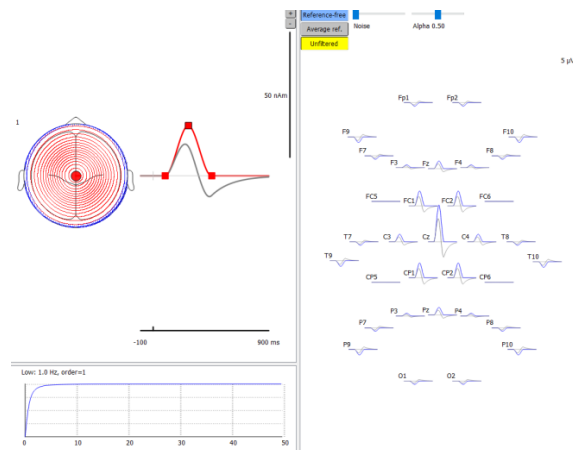 +
-
Reference-free
Noise
Alpha 0.50
Average ref.
Unfiltered
5 µV
50 nAm
1
Fp1 Fp2
F9 F10
F7 F3 Fz F4 F8
FC5 FC1 FC2 FC6
T7 C3 Cz C4 T8
T9 T10
CP5 CP1 CP2 CP6
P7 P3 Pz P4 P8
P9 P10
O1 O2
-100 900 ms
Low: 1.0 Hz, order=1
0 10 20 30 40 50